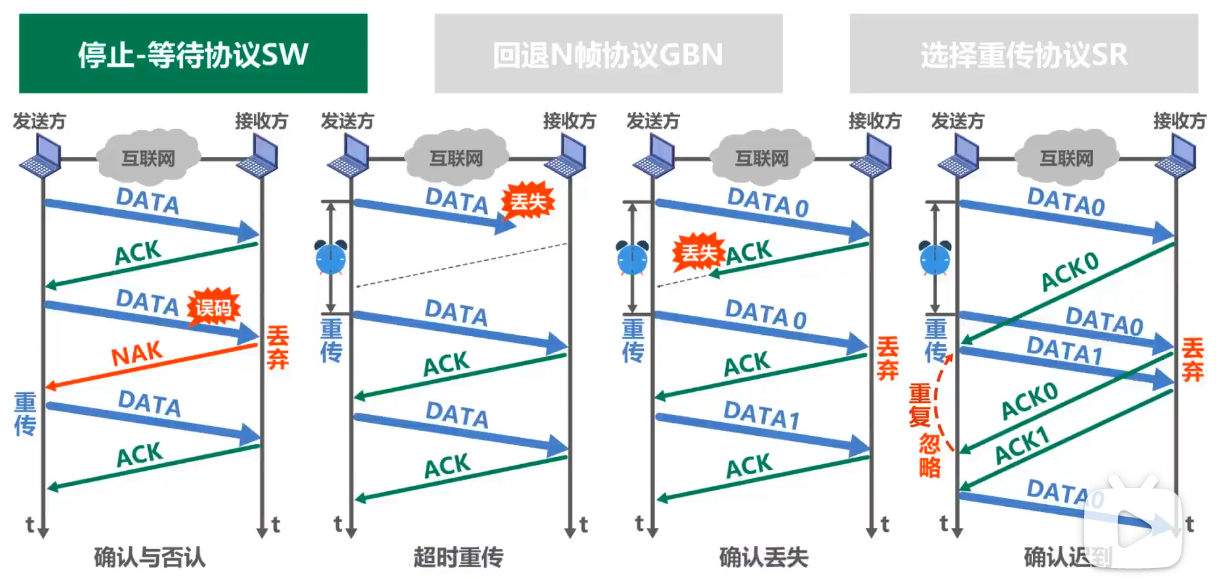 停止-等待协议SW
回退N帧协议GBN
选择重传协议SR
发送方
接收方
互联网
DATA
ACK
DATA
误码
丢弃
NAK
重传
DATA
ACK
t
t
确认与否认
发送方
接收方
互联网
DATA
丢失
重传
DATA
ACK
DATA
ACK
t
t
超时重传
发送方
接收方
互联网
DATA 0
丢失
ACK
重传
DATA 0
丢弃
ACK
DATA1
ACK
t
t
确认丢失
发送方
接收方
互联网
DATA0
ACK0
重传
DATA0
DATA1
丢弃
重复
忽略
ACK0
ACK1
DATA0
t
t
确认迟到